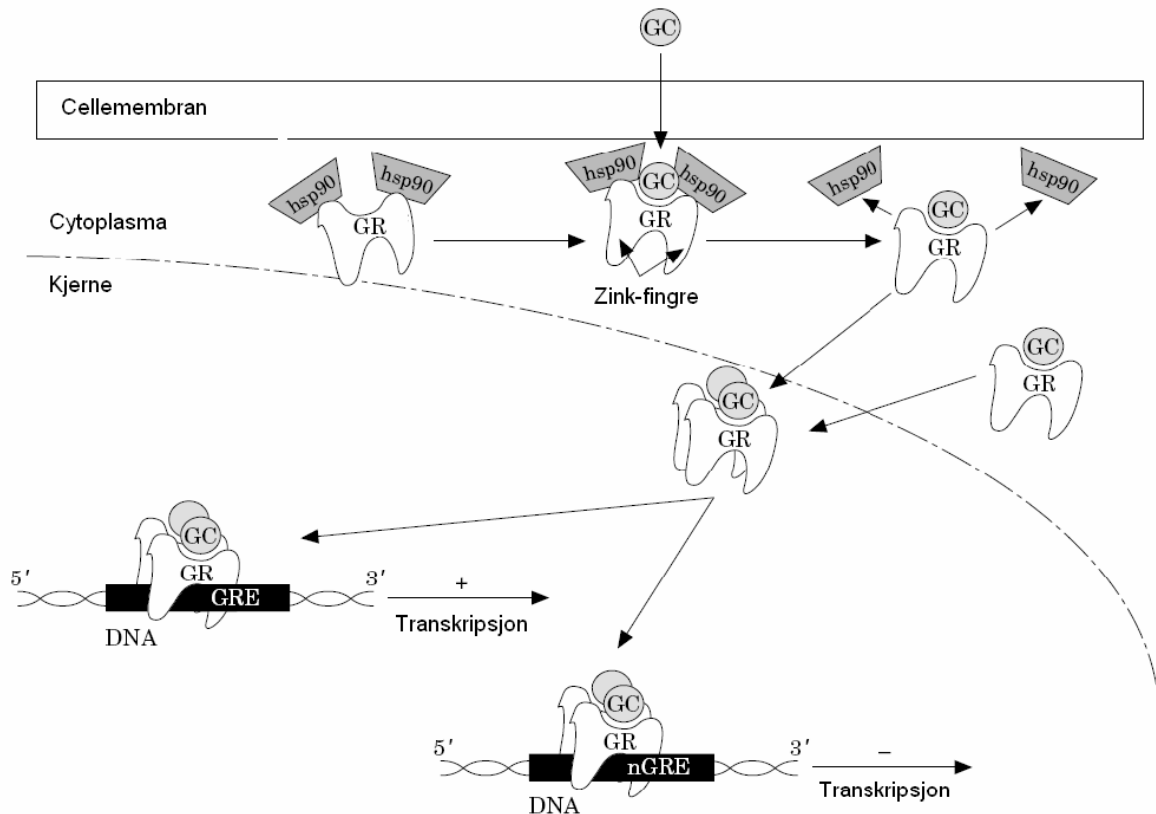 GC
Cellemembran
hsp90 hsp90 hsp90 GC hsp90 hsp90 hsp90
GR GR GC
Cytoplasma GR
Kjerne Zink-fingre
GC
GR
GC
GR
GC
GR
5′ GRE 3′ +
DNA Transkripsjon
GC
GR
5′ nGRE 3′ –
DNA Transkripsjon